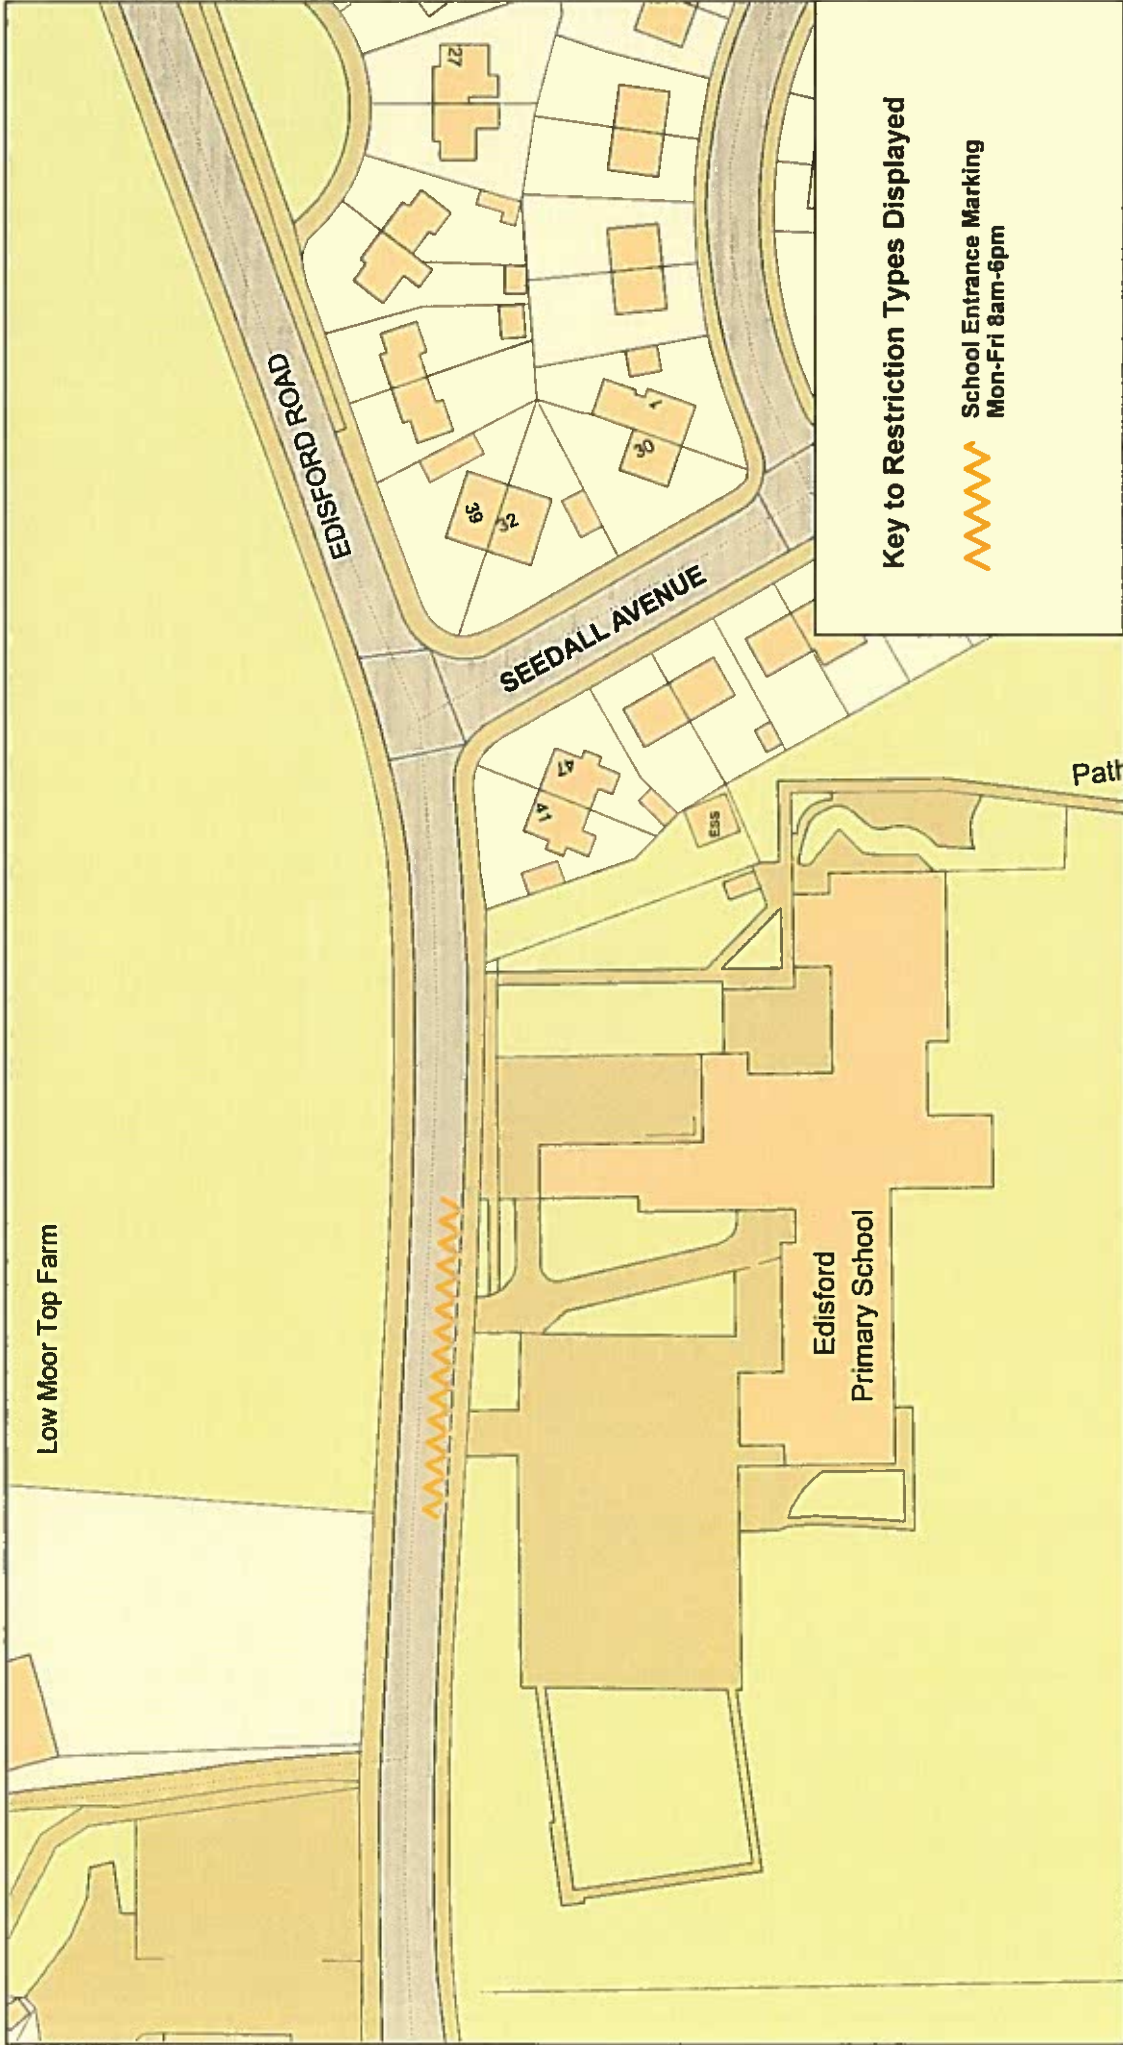 Low Moor Top Farm
EDISFORD ROAD
SEEDALL AVENUE
27
39
32
30
1
47
41
ESS
Path
Edisford
Primary School
Key to Restriction Types Displayed
School Entrance Marking
Mon-Fri 8am-6pm